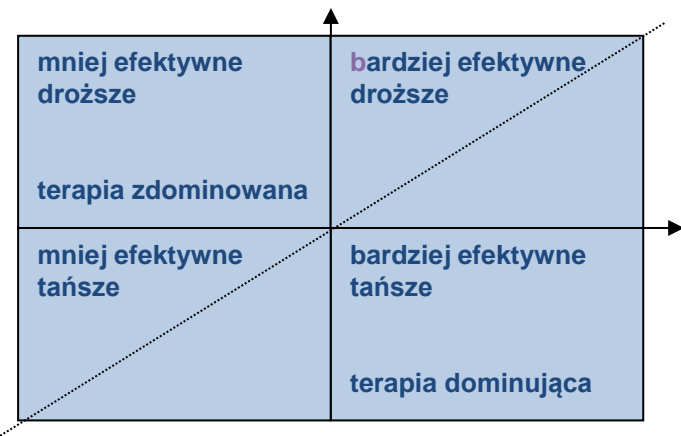 mniej efektywne
droższe
terapia zdominowana
bardziej efektywne
droższe
mniej efektywne
tańsze
bardziej efektywne
tańsze
terapia dominująca